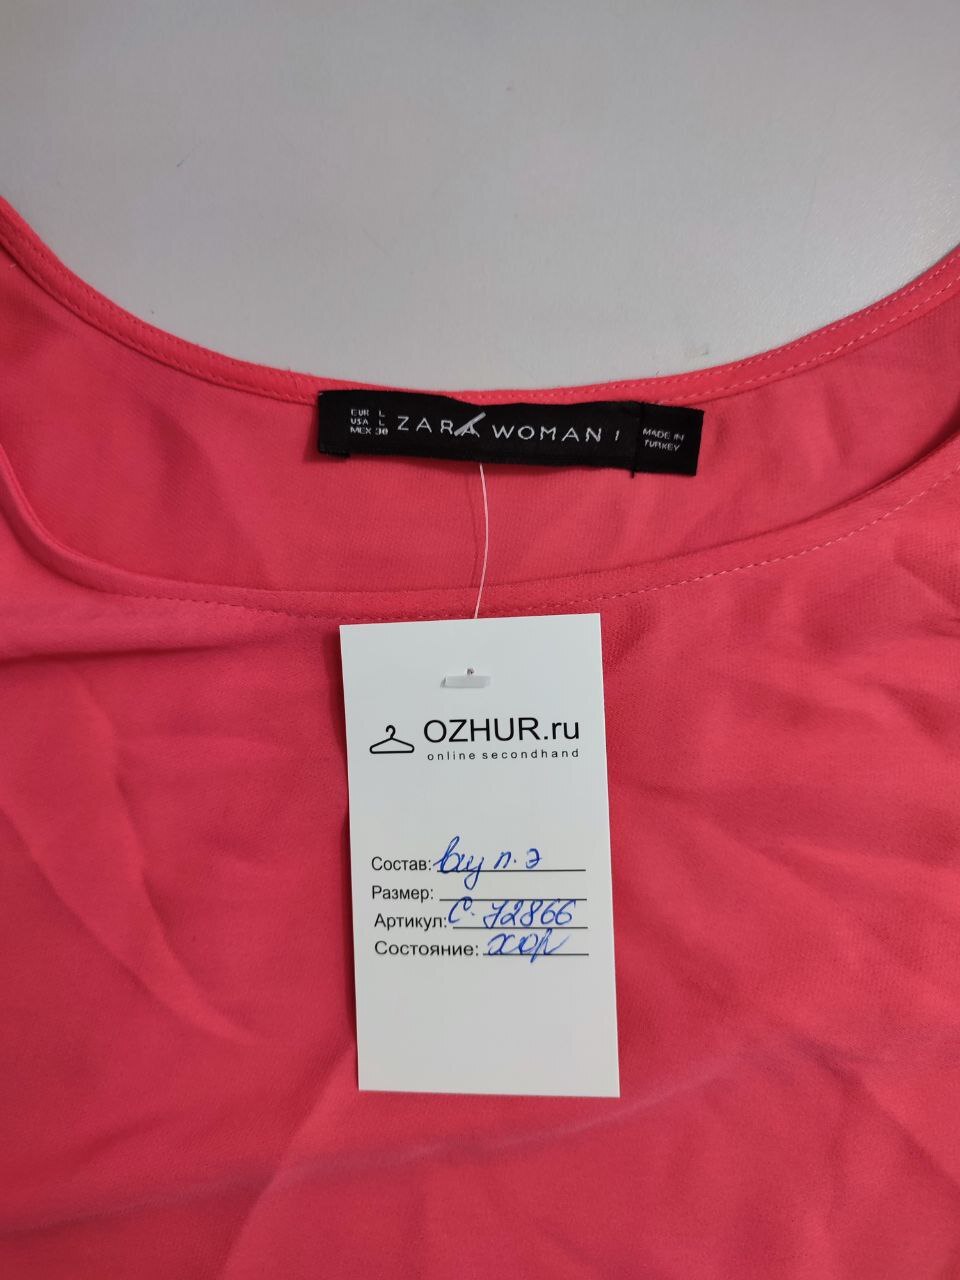 EUR L
USA L
MEX 30
ZARA WOMAN
MADE IN
TURKEY
OZHUR.ru
online secondhand
Состав: п.э
Размер:
Артикул: С-72866
Состояние: хор